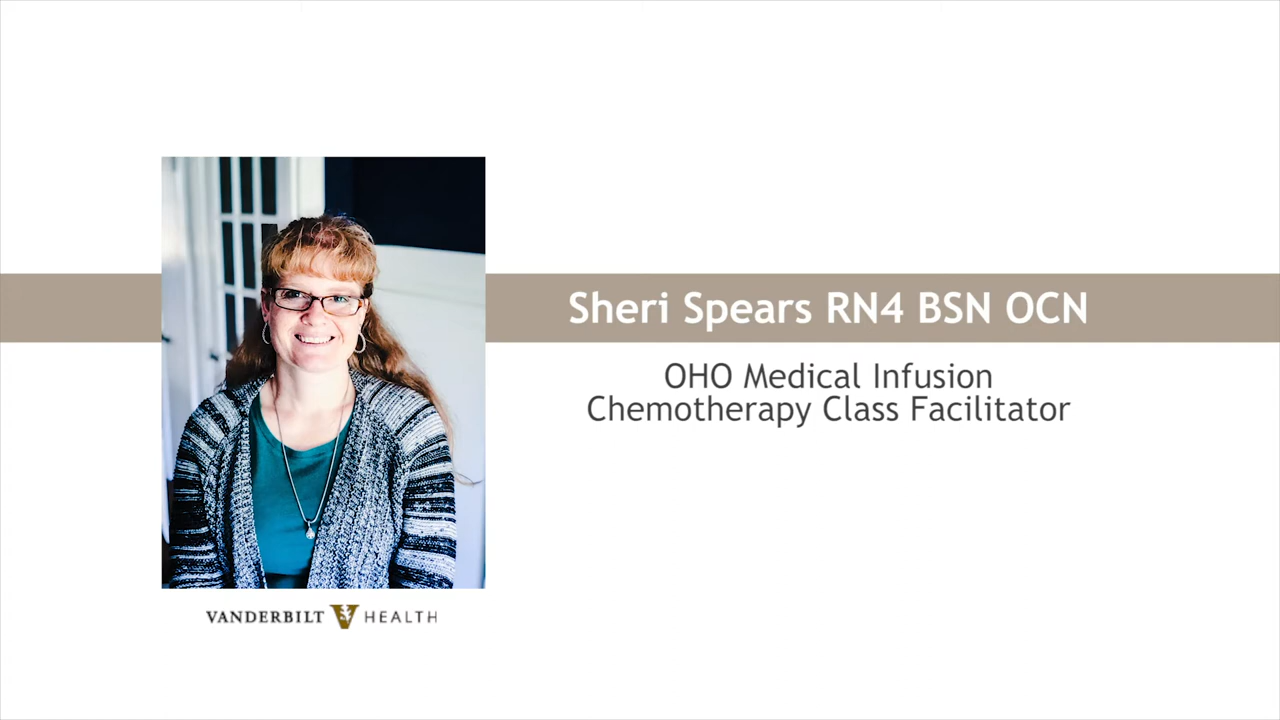 Sheri Spears RN4 BSN OCN
OHO Medical Infusion
Chemotherapy Class Facilitator
VANDERBILT V HEALTH